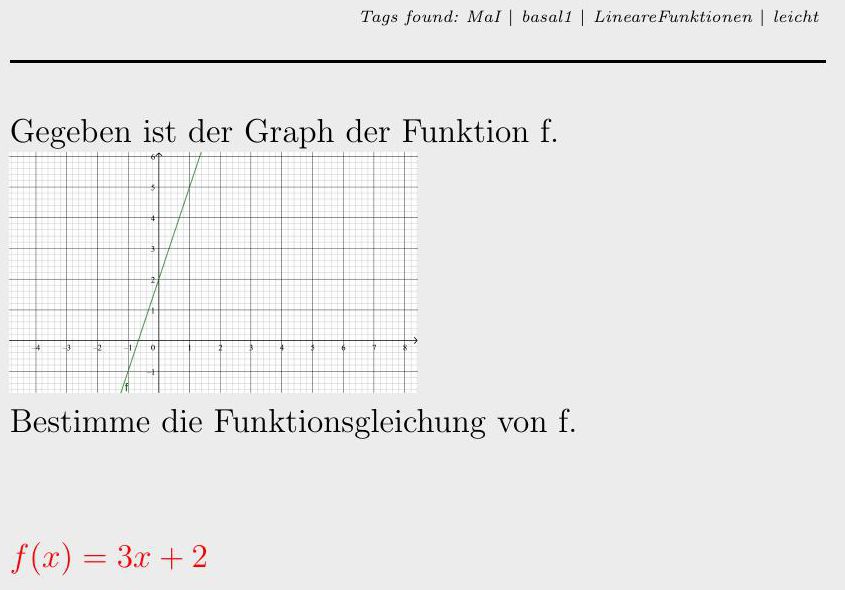 Tags found: MaI | basal1 | LineareFunktionen | leicht
Gegeben ist der Graph der Funktion f.
6
5
4
3
2
1
-4 -3 -2 -1 0 1 2 3 4 5 6 7 8
-1
f
Bestimme die Funktionsgleichung von f.
f(x) = 3x + 2